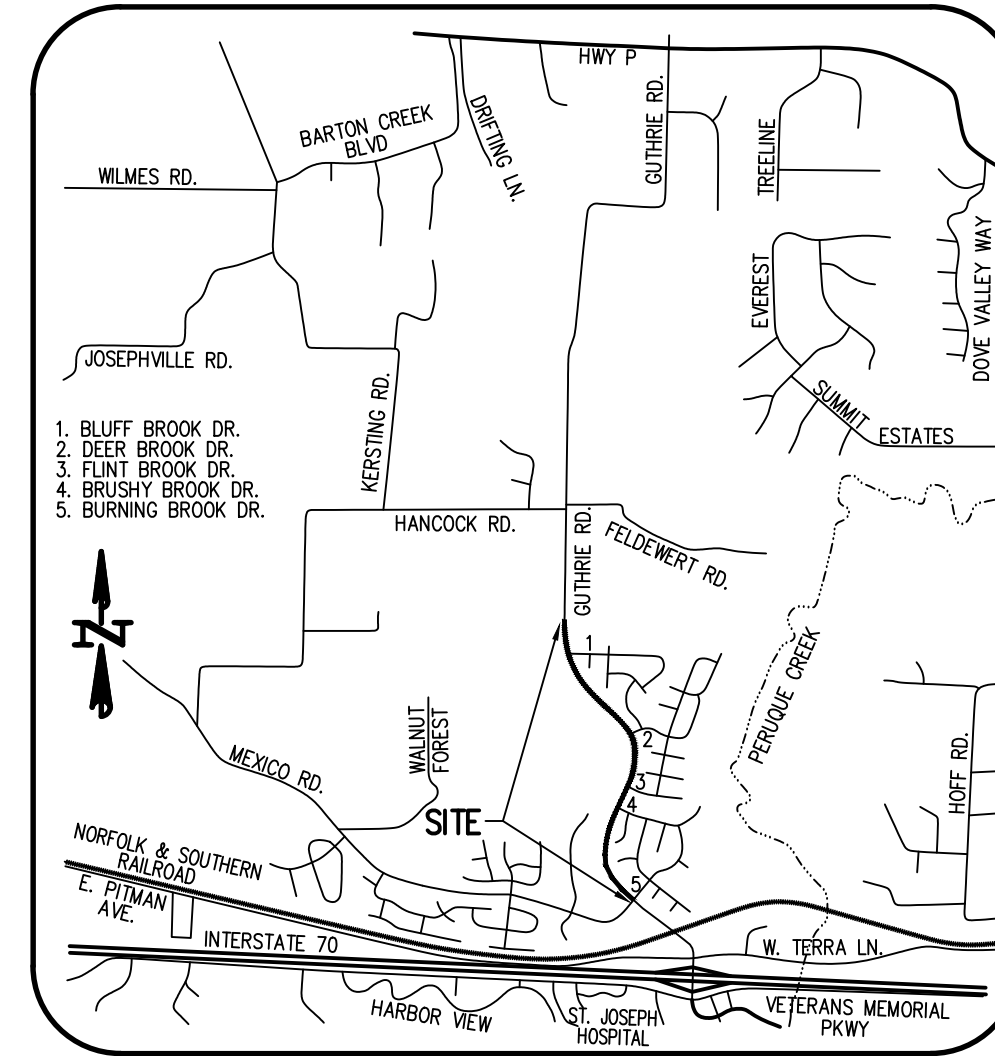 HWY P
BARTON CREEK
BLVD
DRIFTING LN.
GUTHRIE RD.
TREELINE
WILMES RD.
DOVE VALLEY WAY
EVEREST
JOSEPHVILLE RD.
KERSTING RD.
SUMMIT
ESTATES
1. BLUFF BROOK DR.
2. DEER BROOK DR.
3. FLINT BROOK DR.
4. BRUSHY BROOK DR.
5. BURNING BROOK DR.
HANCOCK RD.
GUTHRIE RD.
FELDEWERT RD.
N
1
PERUQUE CREEK
WALNUT
FOREST
2
HOFF RD.
MEXICO RD.
3
4
SITE
NORFOLK & SOUTHERN
RAILROAD
E. PITMAN
AVE.
5
INTERSTATE 70
W. TERRA LN.
HARBOR VIEW
ST. JOSEPH
HOSPITAL
VETERANS MEMORIAL
PKWY